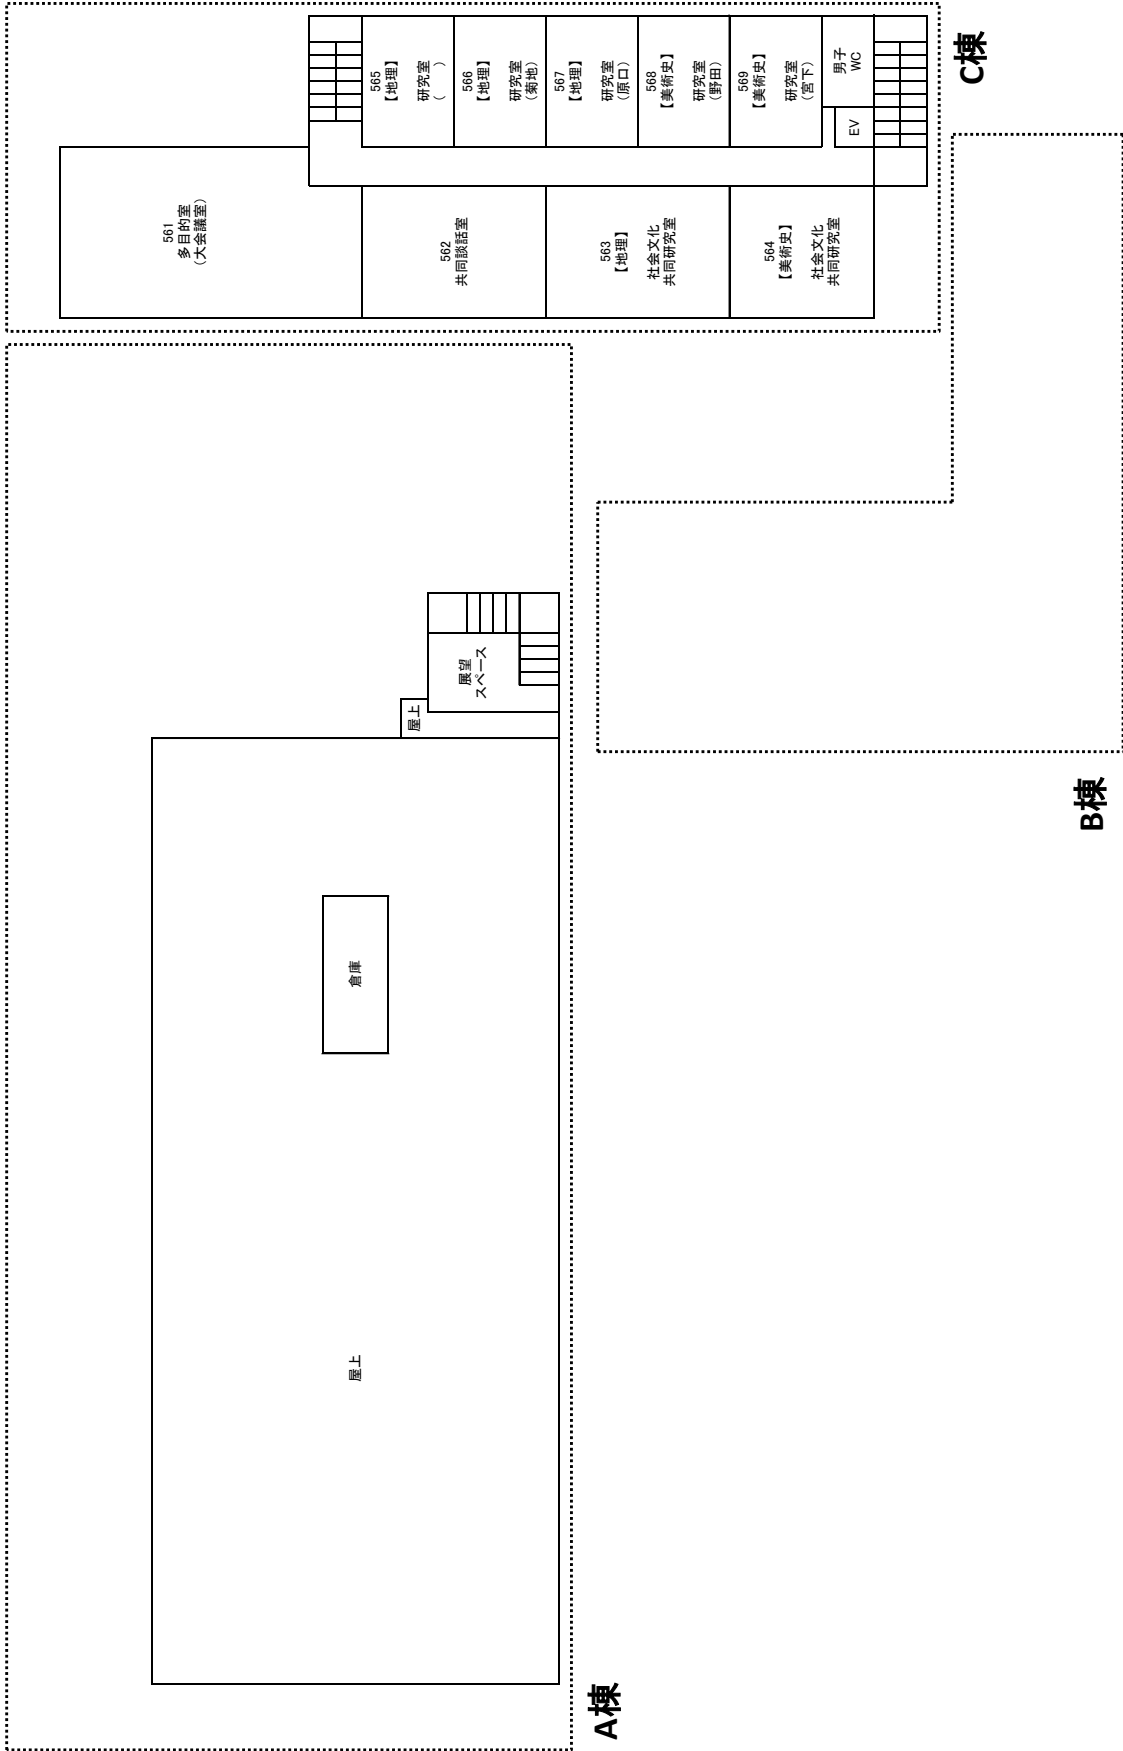 C棟
565
【地理】
研究室
(　)
566
【地理】
研究室
(菊地)
567
【地理】
研究室
(原口)
568
【美術史】
研究室
(野田)
569
【美術史】
研究室
(宮下)
男子
WC
EV
561
多目的室
(大会議室)
562
共同談話室
563
【地理】
社会文化
共同研究室
564
【美術史】
社会文化
共同研究室
展望
スペース
屋上
倉庫
屋上
A棟
B棟